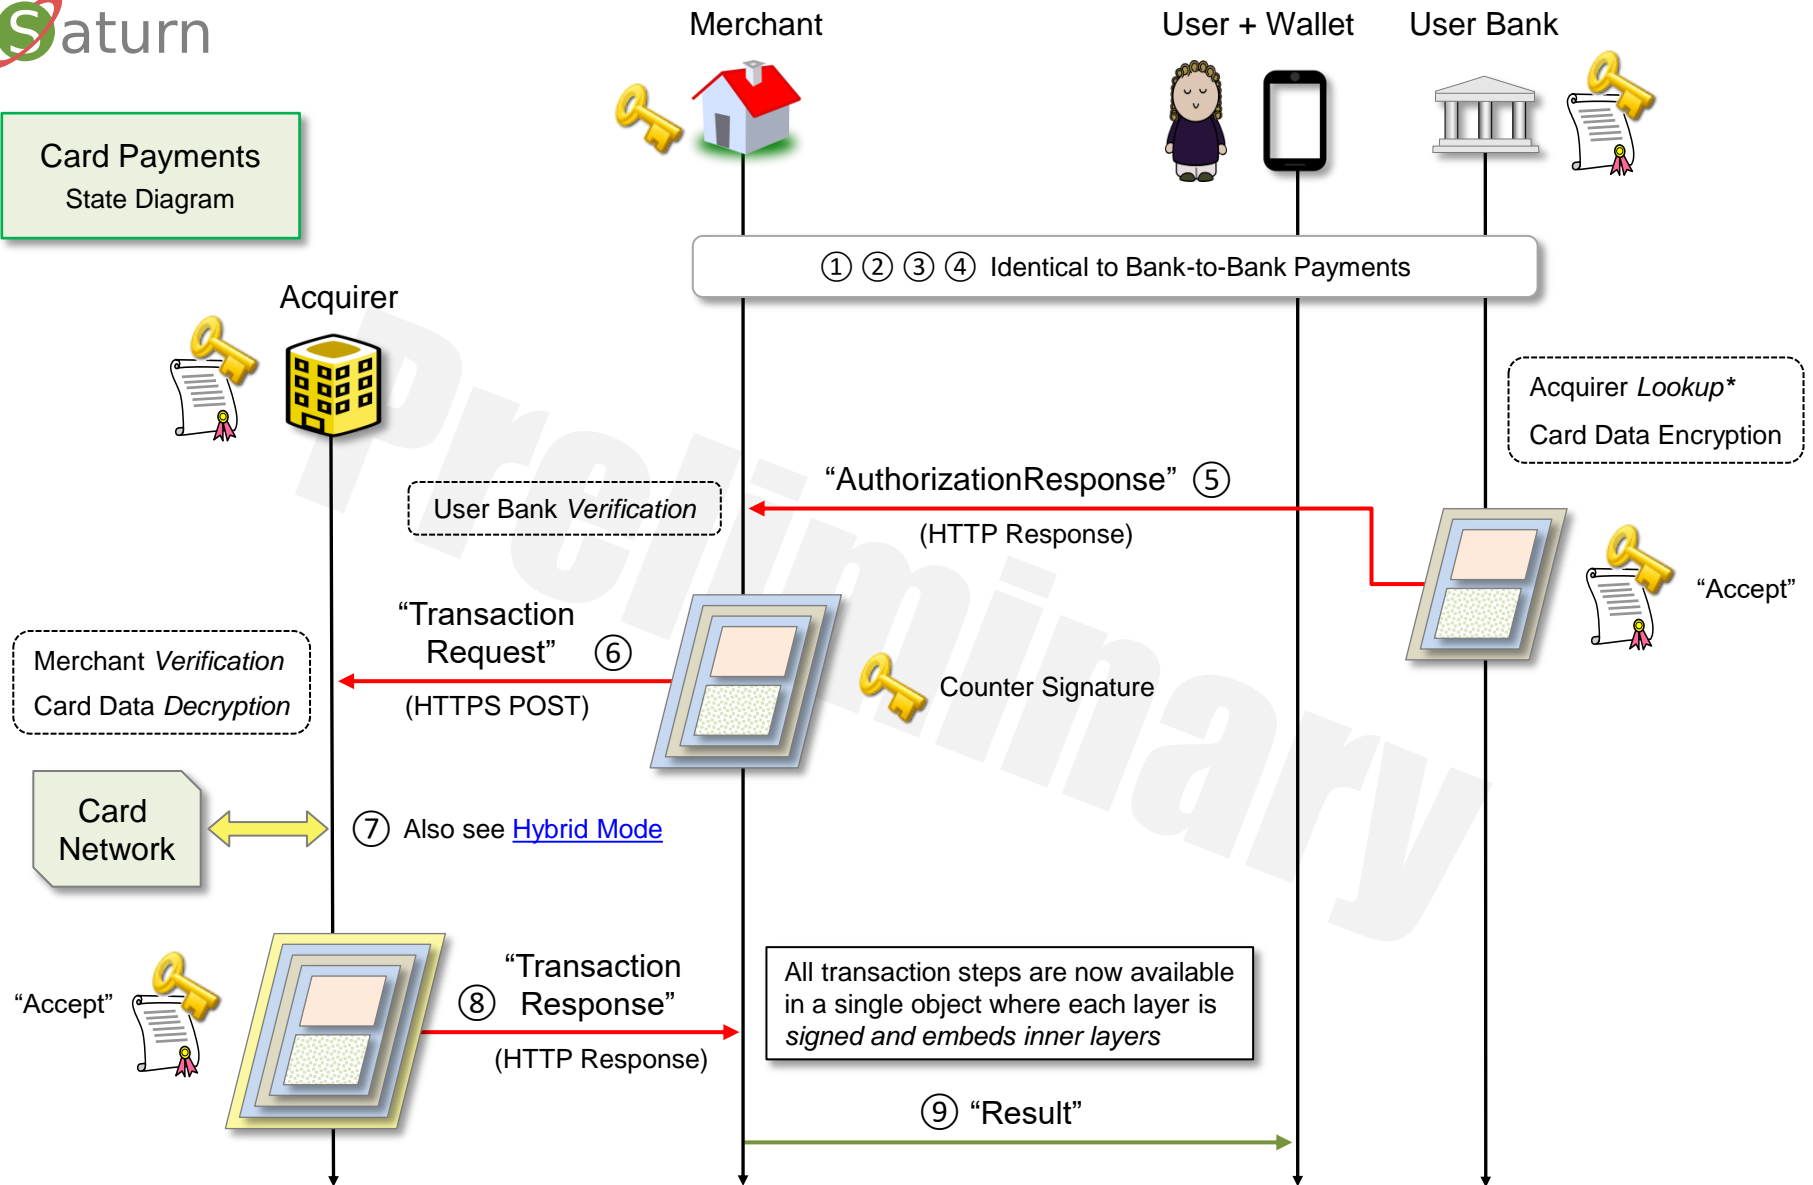 Saturn
Merchant
User + Wallet
User Bank
Card Payments
State Diagram
① ② ③ ④ Identical to Bank-to-Bank Payments
Acquirer
Acquirer Lookup*
Card Data Encryption
“AuthorizationResponse” ⑤
(HTTP Response)
User Bank Verification
“Accept”
“Transaction
Request” ⑥
(HTTPS POST)
Merchant Verification
Card Data Decryption
Counter Signature
Card
Network
⑦ Also see Hybrid Mode
“Accept”
“Transaction
⑧ Response”
(HTTP Response)
All transaction steps are now available
in a single object where each layer is
signed and embeds inner layers
⑨ “Result”
Preliminary